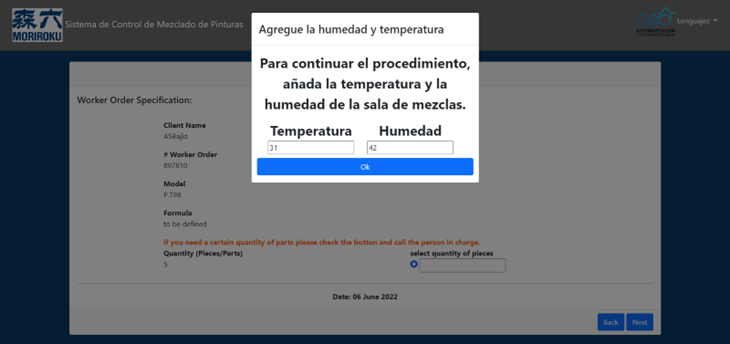 森六
MORIROKU
Sistema de Control de Mezclado de Pinturas
Lenguajes
Agregue la humedad y temperatura
Para continuar el procedimiento,
añada la temperatura y la
humedad de la sala de mezclas.
Temperatura Humedad
31 42
Ok
Worker Order Specification:
Client Name
ASBajio
# Worker Order
897810
Model
P.198
Formula
to be defined
If you need a certain quantity of parts please check the button and call the person in charge.
Quantity (Pieces/Parts) select quantity of pieces
5
Date: 06 June 2022
Back Next